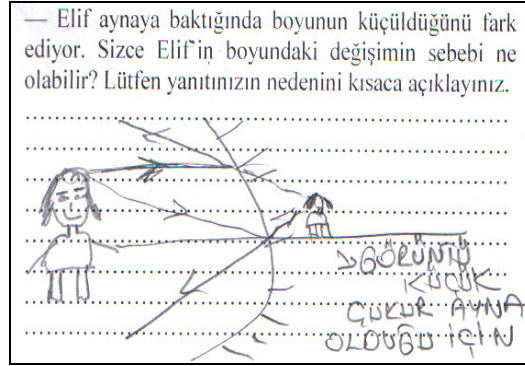 — Elif aynaya baktığında boyunun küçüldüğünü fark
ediyor. Sizce Elif'in boyundaki değişimin sebebi ne
olabilir? Lütfen yanıtınızın nedenini kısaca açıklayınız.
GÖRÜNTÜ
KÜÇÜK
ÇUKUR AYNA
OLDUĞU İÇİN